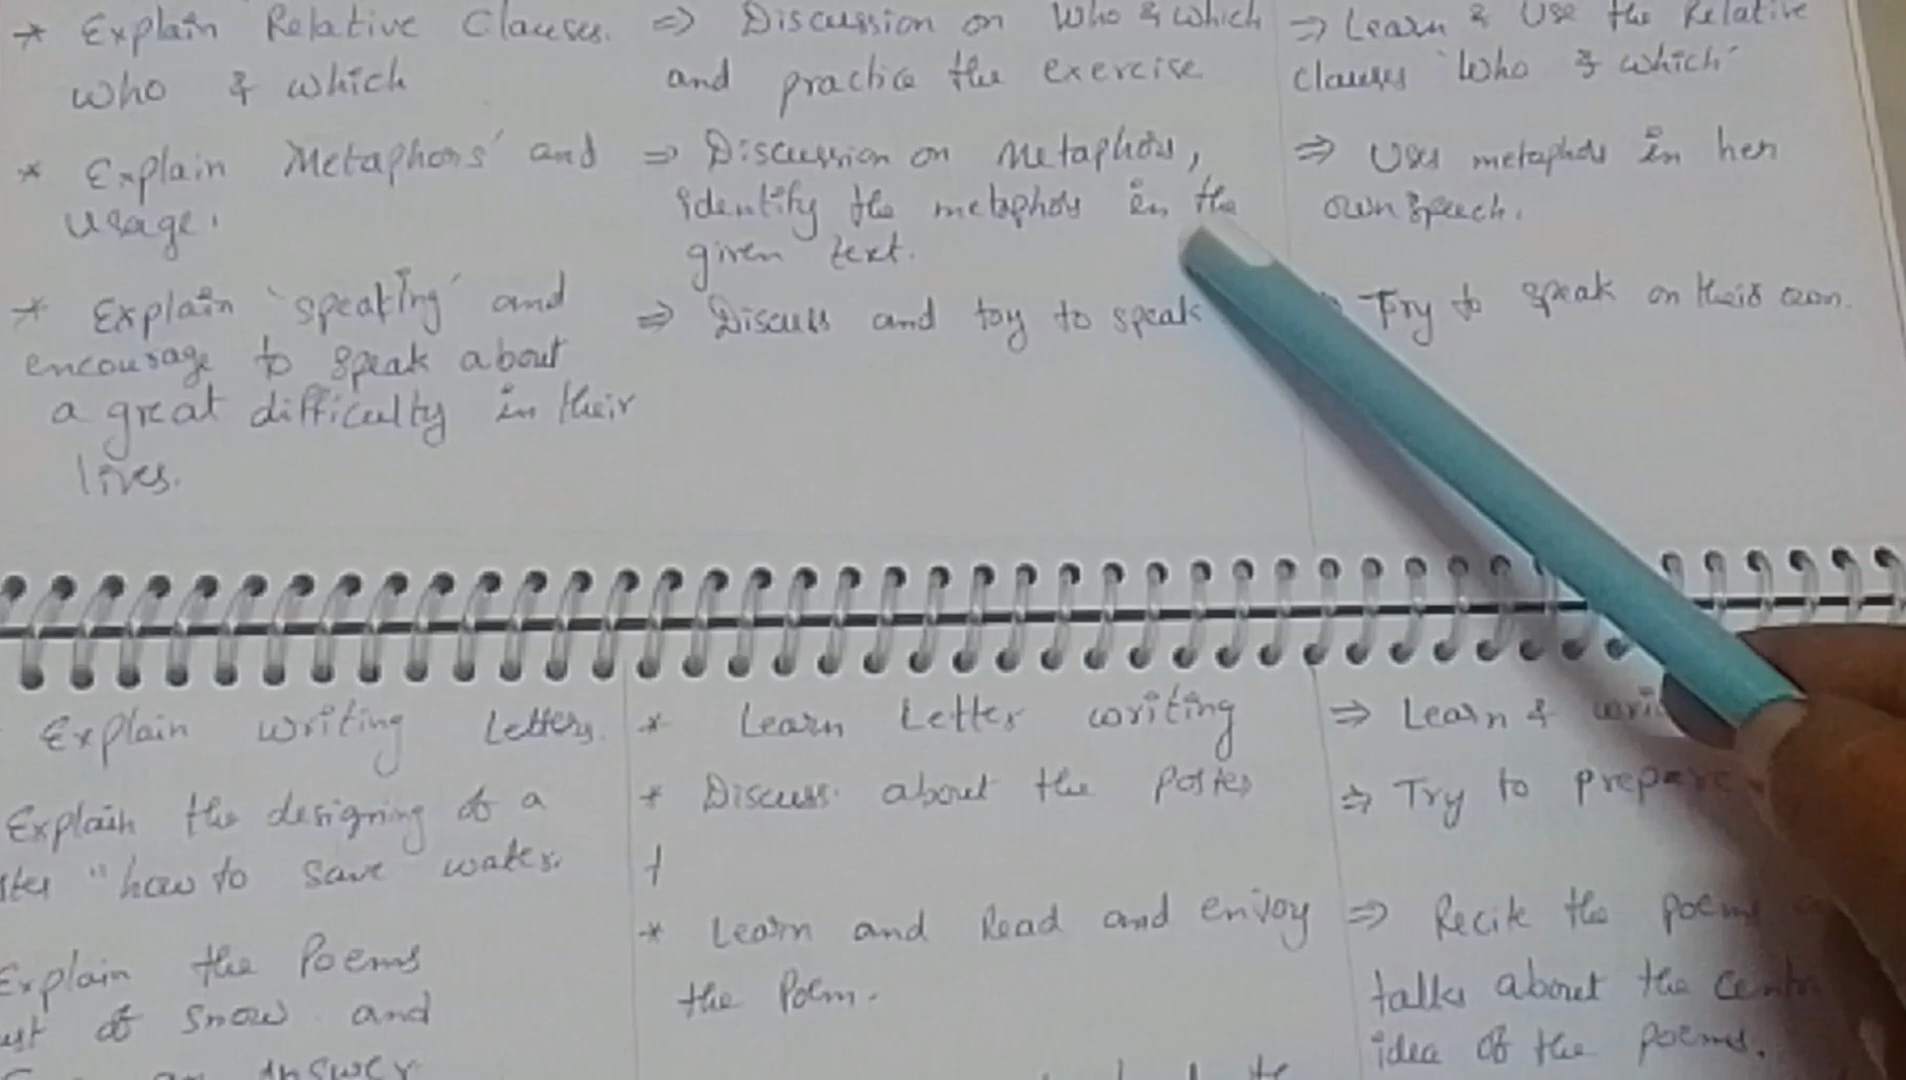 * Explain Relative Clauses.
who & which
* Explain 'Metaphors' and
usage.
* Explain 'speaking' and
encourage to speak about
a great difficulty in their
lives.
⇒ Discussion on who & which
and practice the exercise
⇒ Discussion on Metaphors,
identify the metaphors in the
given text.
⇒ Discuss and try to speak
⇒ Learn & Use the Relative
clauses 'who & which'
⇒ Uses metaphors in her
own speech.
Try to speak on their own.
Explain writing Letters.
Explain the designing of a
"how to save water.
Explain the Poems
of snow and
* Learn Letter writing
* Discuss about the poster
*
* Learn and Read and enjoy
the Poem.
⇒ Learn &
⇒ Try to prepare
⇒ Recite the poems
talks about the
idea of the poems.